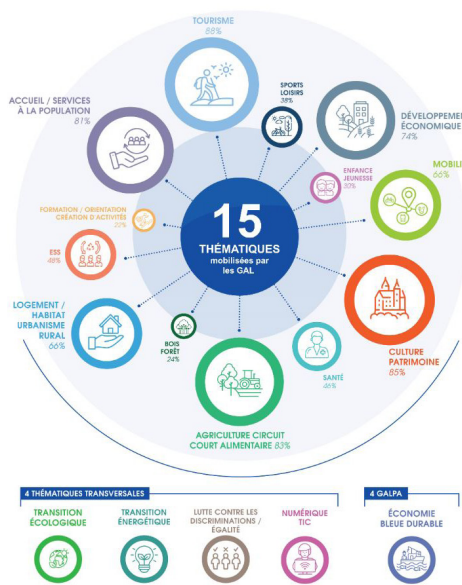 TOURISME
88%
SPORTS
LOISIRS
38%
ACCUEIL / SERVICES
À LA POPULATION
81%
DÉVELOPPEME
ÉCONOMIQUE
74%
MOBILI
66%
ENFANCE
JEUNESSE
FORMATION / ORIENTATION
CRÉATION D'ACTIVITÉS
15
THÉMATIQUES
mobilisées par
les GAL
ESS
LOGEMENT /
HABITAT
URBANISME
RURAL
66%
BOIS
FORÊT
24%
CULTURE
PATRIMOINE
85%
SANTÉ
AGRICULTURE CIRCUIT
COURT ALIMENTAIRE 83%
4 THÉMATIQUES TRANSVERSALES
4 GALPA
TRANSITION
ÉCOLOGIQUE
TRANSITION
ÉNERGÉTIQUE
LUTTE CONTRE LES
DISCRIMINATIONS /
ÉGALITÉ
NUMÉRIQUE
TIC
ÉCONOMIE
BLEUE DURABLE